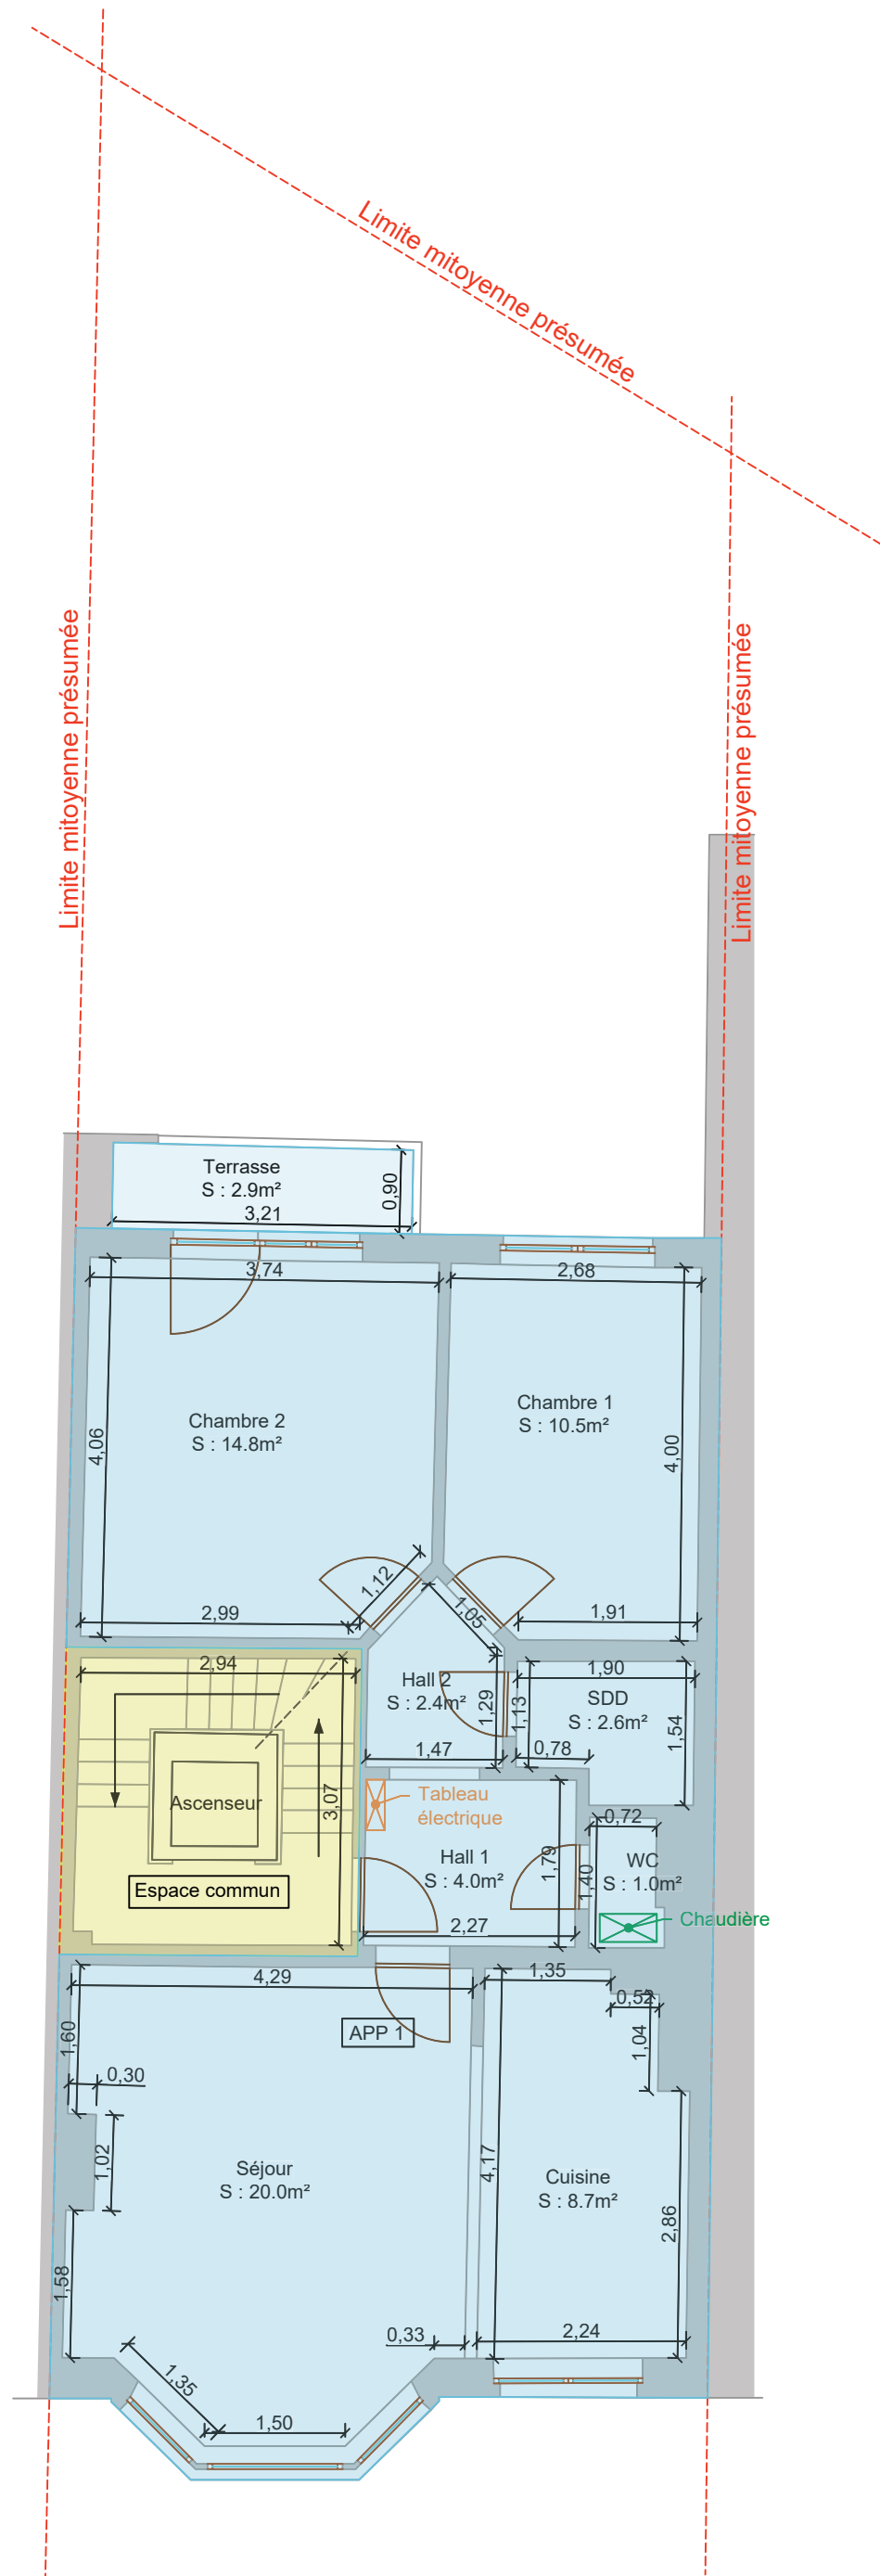 Limite mitoyenne présumée
Limite mitoyenne présumée
Limite mitoyenne présumée
Terrasse
S : 2.9m²
3,21
0,90
3,74
2,68
Chambre 2
S : 14.8m²
Chambre 1
S : 10.5m²
4,06
4,00
1,12
1,05
2,99
1,91
2,94
Hall 2
S : 2.4m²
1,29
1,13
1,90
SDD
S : 2.6m²
1,54
1,47
0,78
Ascenseur
3,07
Tableau
électrique
0,72
Hall 1
S : 4.0m²
1,79
1,40
WC
S : 1.0m²
Espace commun
2,27
Chaudière
4,29
1,35
0,52
APP 1
1,60
1,04
0,30
1,02
4,17
Séjour
S : 20.0m²
Cuisine
S : 8.7m²
2,86
1,58
0,33
2,24
1,35
1,50